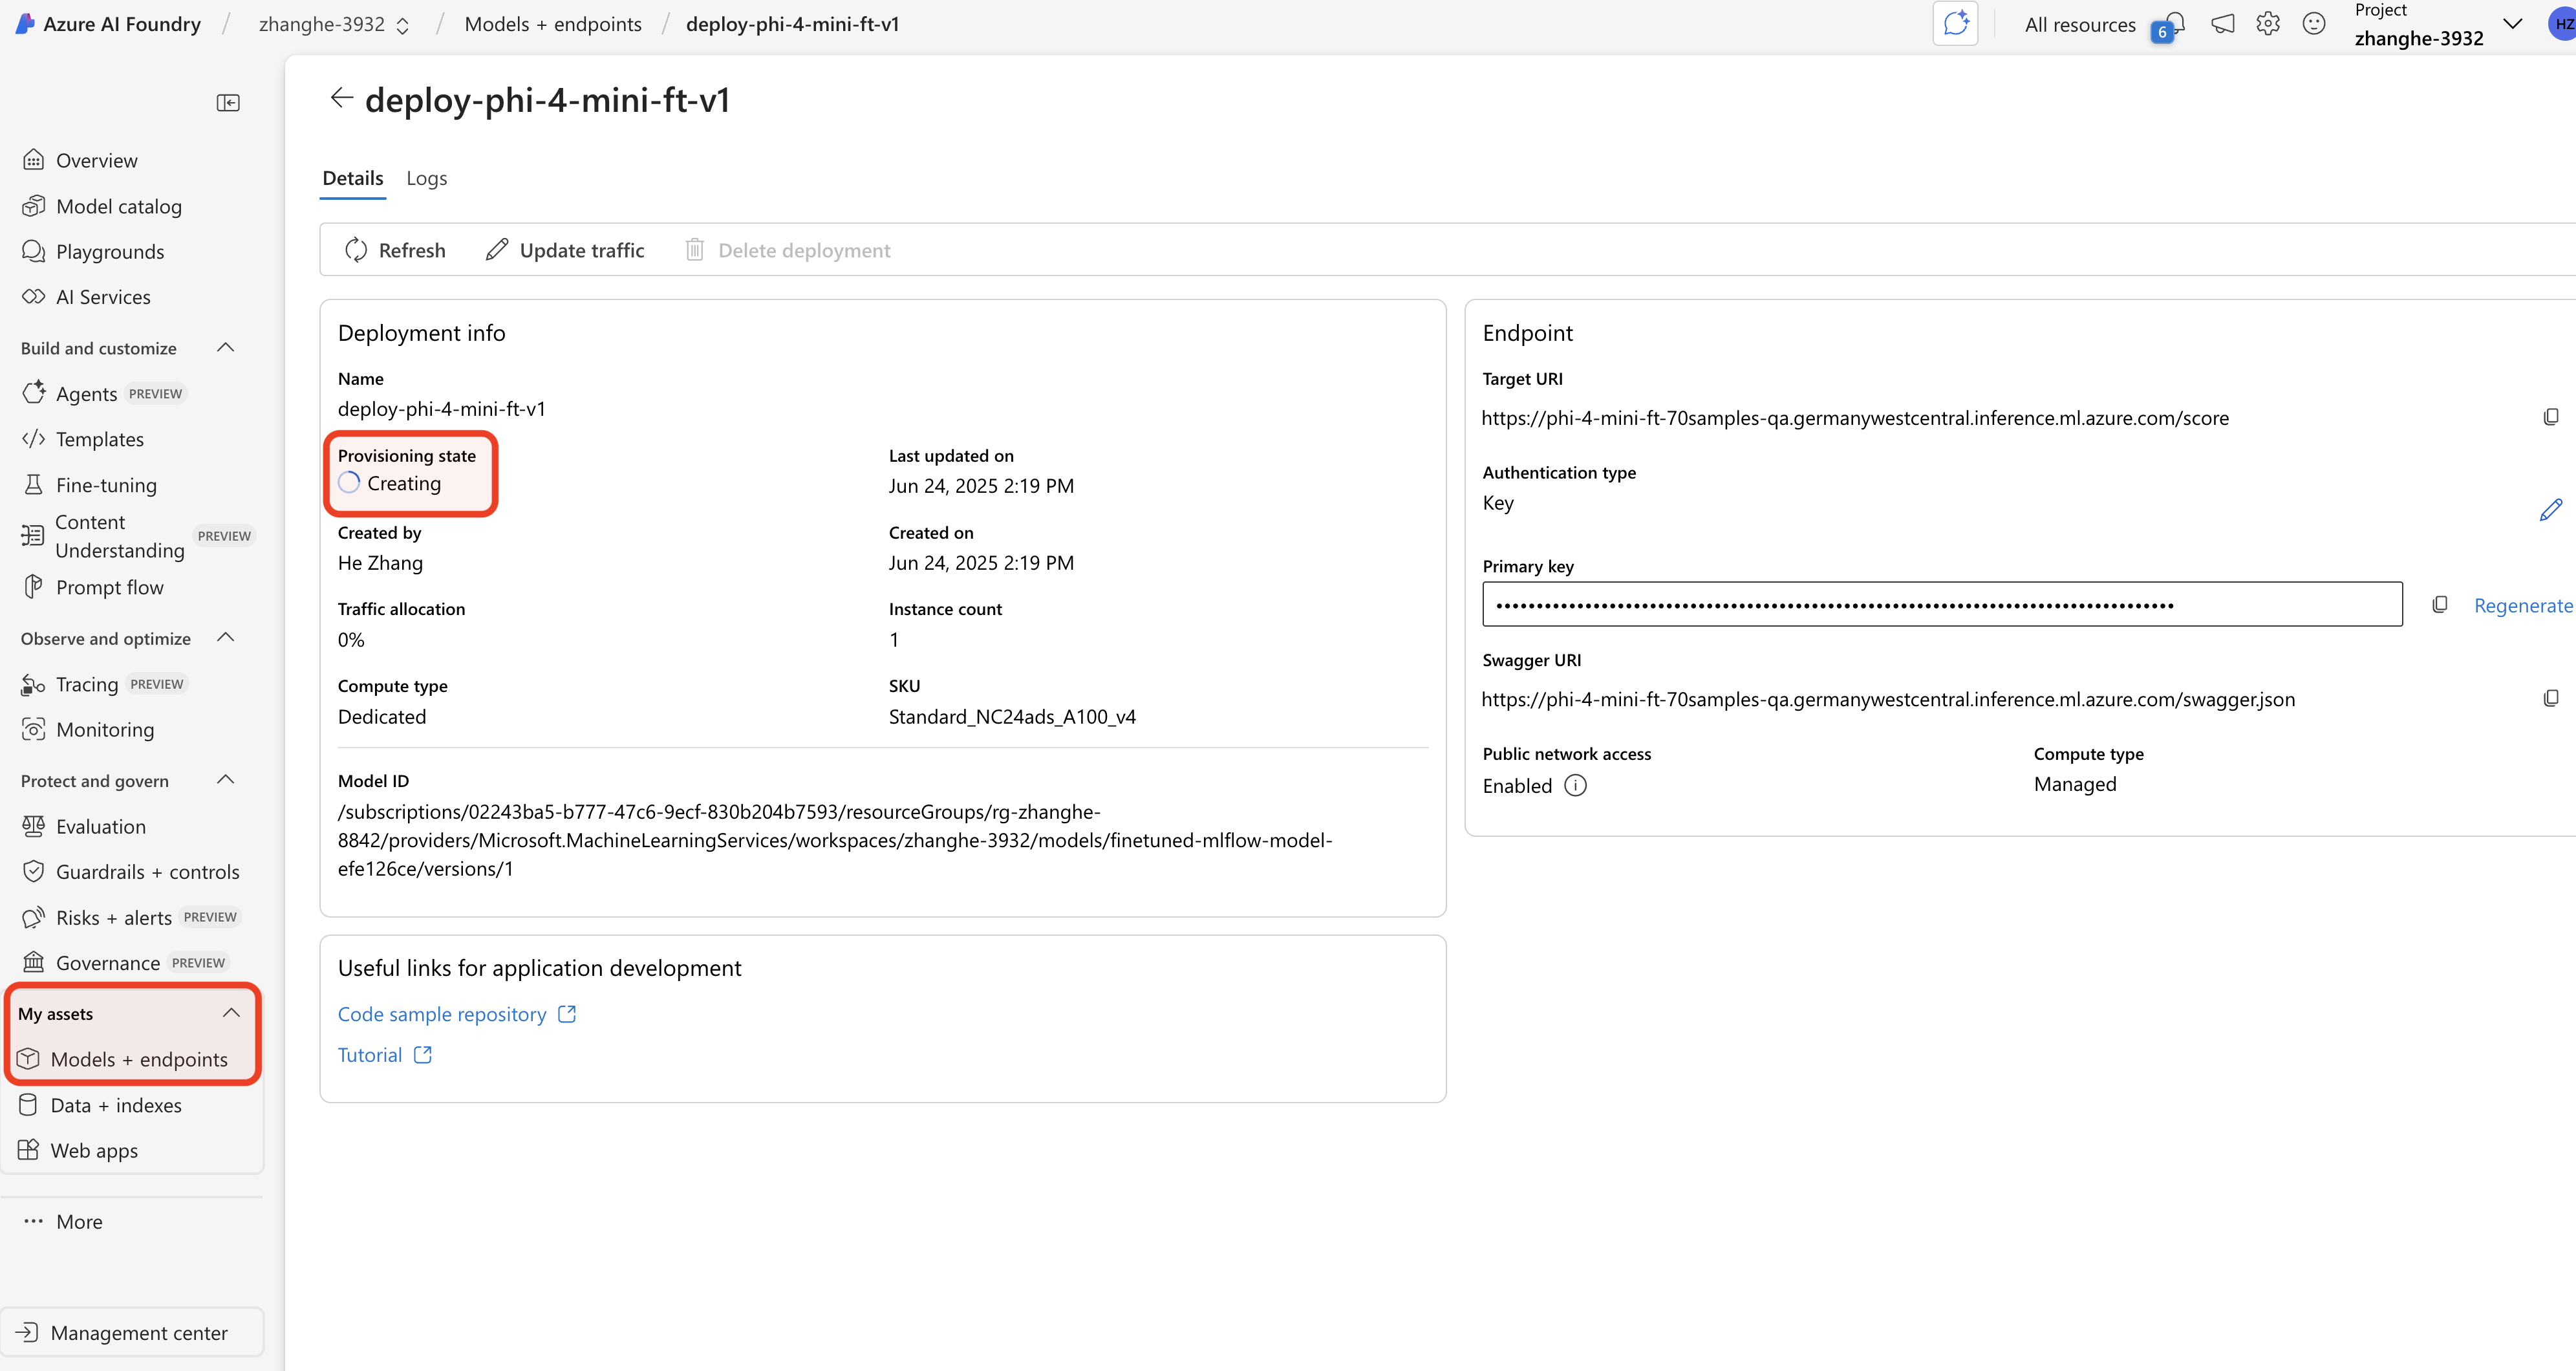 Azure AI Foundry / zhanghe-3932 / Models + endpoints / deploy-phi-4-mini-ft-v1
All resources
6
Project
zhanghe-3932
HZ
deploy-phi-4-mini-ft-v1
Details Logs
Refresh Update traffic Delete deployment
Overview
Model catalog
Playgrounds
AI Services
Build and customize
Agents PREVIEW
Templates
Fine-tuning
Content
Understanding
PREVIEW
Prompt flow
Observe and optimize
Tracing PREVIEW
Monitoring
Protect and govern
Evaluation
Guardrails + controls
Risks + alerts PREVIEW
Governance PREVIEW
My assets
Models + endpoints
Data + indexes
Web apps
More
Management center
Deployment info
Name
deploy-phi-4-mini-ft-v1
Provisioning state
Creating
Last updated on
Jun 24, 2025 2:19 PM
Created by
He Zhang
Created on
Jun 24, 2025 2:19 PM
Traffic allocation
0%
Instance count
1
Compute type
Dedicated
SKU
Standard_NC24ads_A100_v4
Model ID
/subscriptions/02243ba5-b777-47c6-9ecf-830b204b7593/resourceGroups/rg-zhanghe-
8842/providers/Microsoft.MachineLearningServices/workspaces/zhanghe-3932/models/finetuned-mlflow-model-
efe126ce/versions/1
Useful links for application development
Code sample repository
Tutorial
Endpoint
Target URI
https://phi-4-mini-ft-70samples-qa.germanywestcentral.inference.ml.azure.com/score
Authentication type
Key
Primary key
Regenerate
Swagger URI
https://phi-4-mini-ft-70samples-qa.germanywestcentral.inference.ml.azure.com/swagger.json
Public network access
Enabled
Compute type
Managed